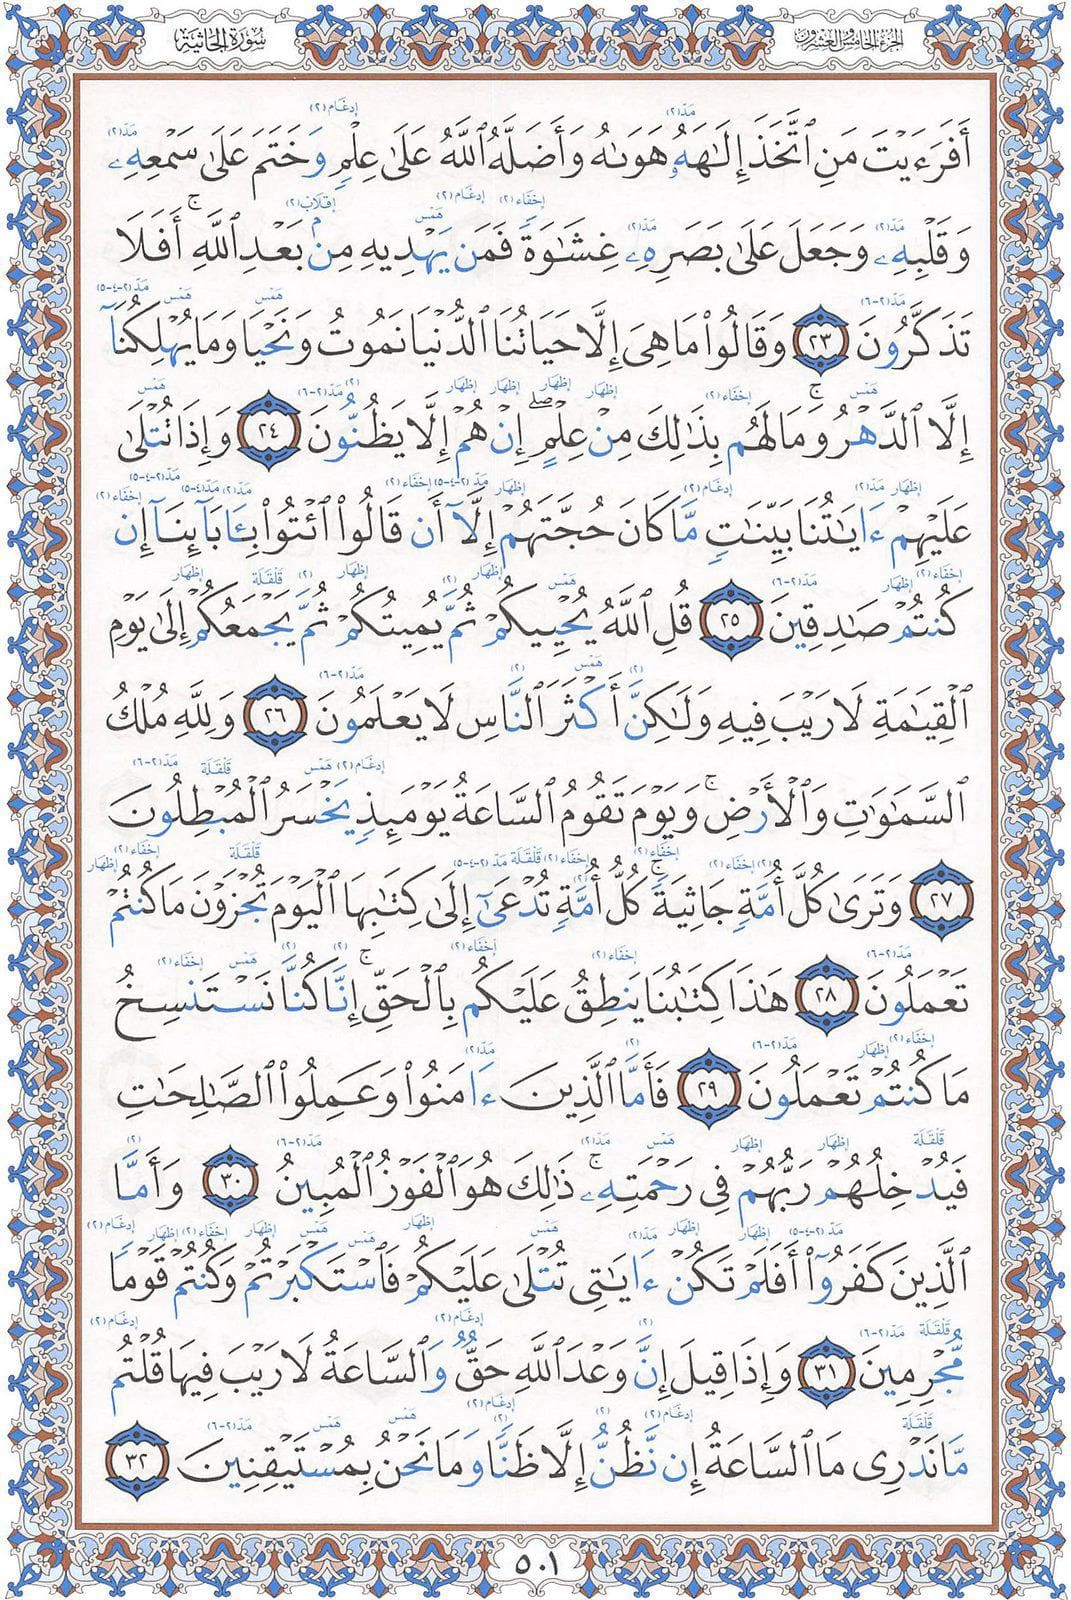 الجزء الخامس والعشرون
سورة الجاثية
أَفَرَءَيْتَ مَنِ ٱتَّخَذَ إِلَـٰهَهُۥ هَوَىٰهُ وَأَضَلَّهُ ٱللَّهُ عَلَىٰ عِلْمٍ وَخَتَمَ عَلَىٰ سَمْعِهِۦ
وَقَلْبِهِۦ وَجَعَلَ عَلَىٰ بَصَرِهِۦ غِشَـٰوَةً فَمَن يَهْدِيهِ مِنۢ بَعْدِ ٱللَّهِ ۚ أَفَلَا
تَذَكَّرُونَ ٢٣ وَقَالُوا۟ مَا هِىَ إِلَّا حَيَاتُنَا ٱلدُّنْيَا نَمُوتُ وَنَحْيَا وَمَا يُهْلِكُنَآ
إِلَّا ٱلدَّهْرُ ۚ وَمَا لَهُم بِذَٰلِكَ مِنْ عِلْمٍ ۖ إِنْ هُمْ إِلَّا يَظُنُّونَ ٢٤ وَإِذَا تُتْلَىٰ
عَلَيْهِمْ ءَايَـٰتُنَا بَيِّنَـٰتٍ مَّا كَانَ حُجَّتَهُمْ إِلَّآ أَن قَالُوا۟ ٱئْتُوا۟ بِـَٔابَآئِنَآ إِن
كُنتُمْ صَـٰدِقِينَ ٢٥ قُلِ ٱللَّهُ يُحْيِيكُمْ ثُمَّ يُمِيتُكُمْ ثُمَّ يَجْمَعُكُمْ إِلَىٰ يَوْمِ
ٱلْقِيَـٰمَةِ لَا رَيْبَ فِيهِ وَلَـٰكِنَّ أَكْثَرَ ٱلنَّاسِ لَا يَعْلَمُونَ ٢٦ وَلِلَّهِ مُلْكُ
ٱلسَّمَـٰوَٰتِ وَٱلْأَرْضِ ۚ وَيَوْمَ تَقُومُ ٱلسَّاعَةُ يَوْمَئِذٍ يَخْسَرُ ٱلْمُبْطِلُونَ
٢٧ وَتَرَىٰ كُلَّ أُمَّةٍ جَاثِيَةً ۚ كُلُّ أُمَّةٍ تُدْعَىٰٓ إِلَىٰ كِتَـٰبِهَا ٱلْيَوْمَ تُجْزَوْنَ مَا كُنتُمْ
تَعْمَلُونَ ٢٨ هَـٰذَا كِتَـٰبُنَا يَنطِقُ عَلَيْكُم بِٱلْحَقِّ ۚ إِنَّا كُنَّا نَسْتَنسِخُ
مَا كُنتُمْ تَعْمَلُونَ ٢٩ فَأَمَّا ٱلَّذِينَ ءَامَنُوا۟ وَعَمِلُوا۟ ٱلصَّـٰلِحَـٰتِ
فَيُدْخِلُهُمْ رَبُّهُمْ فِى رَحْمَتِهِۦ ۚ ذَٰلِكَ هُوَ ٱلْفَوْزُ ٱلْمُبِينُ ٣٠ وَأَمَّا
ٱلَّذِينَ كَفَرُوٓا۟ أَفَلَمْ تَكُنْ ءَايَـٰتِى تُتْلَىٰ عَلَيْكُمْ فَٱسْتَكْبَرْتُمْ وَكُنتُمْ قَوْمًا
مُّجْرِمِينَ ٣١ وَإِذَا قِيلَ إِنَّ وَعْدَ ٱللَّهِ حَقٌّ وَٱلسَّاعَةُ لَا رَيْبَ فِيهَا قُلْتُم
مَّا نَدْرِى مَا ٱلسَّاعَةُ إِن نَّظُنُّ إِلَّا ظَنًّا وَمَا نَحْنُ بِمُسْتَيْقِنِينَ ٣٢
٥٠١